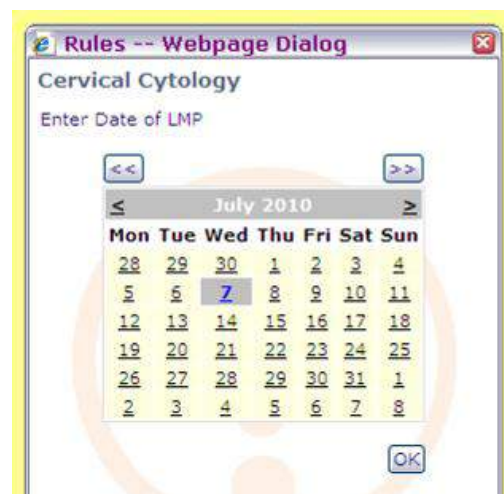 Rules -- Webpage Dialog
Cervical Cytology
Enter Date of LMP
<< >>
< July 2010 >
Mon Tue Wed Thu Fri Sat Sun
28 29 30 1 2 3 4
5 6 7 8 9 10 11
12 13 14 15 16 17 18
19 20 21 22 23 24 25
26 27 28 29 30 31 1
2 3 4 5 6 7 8
OK